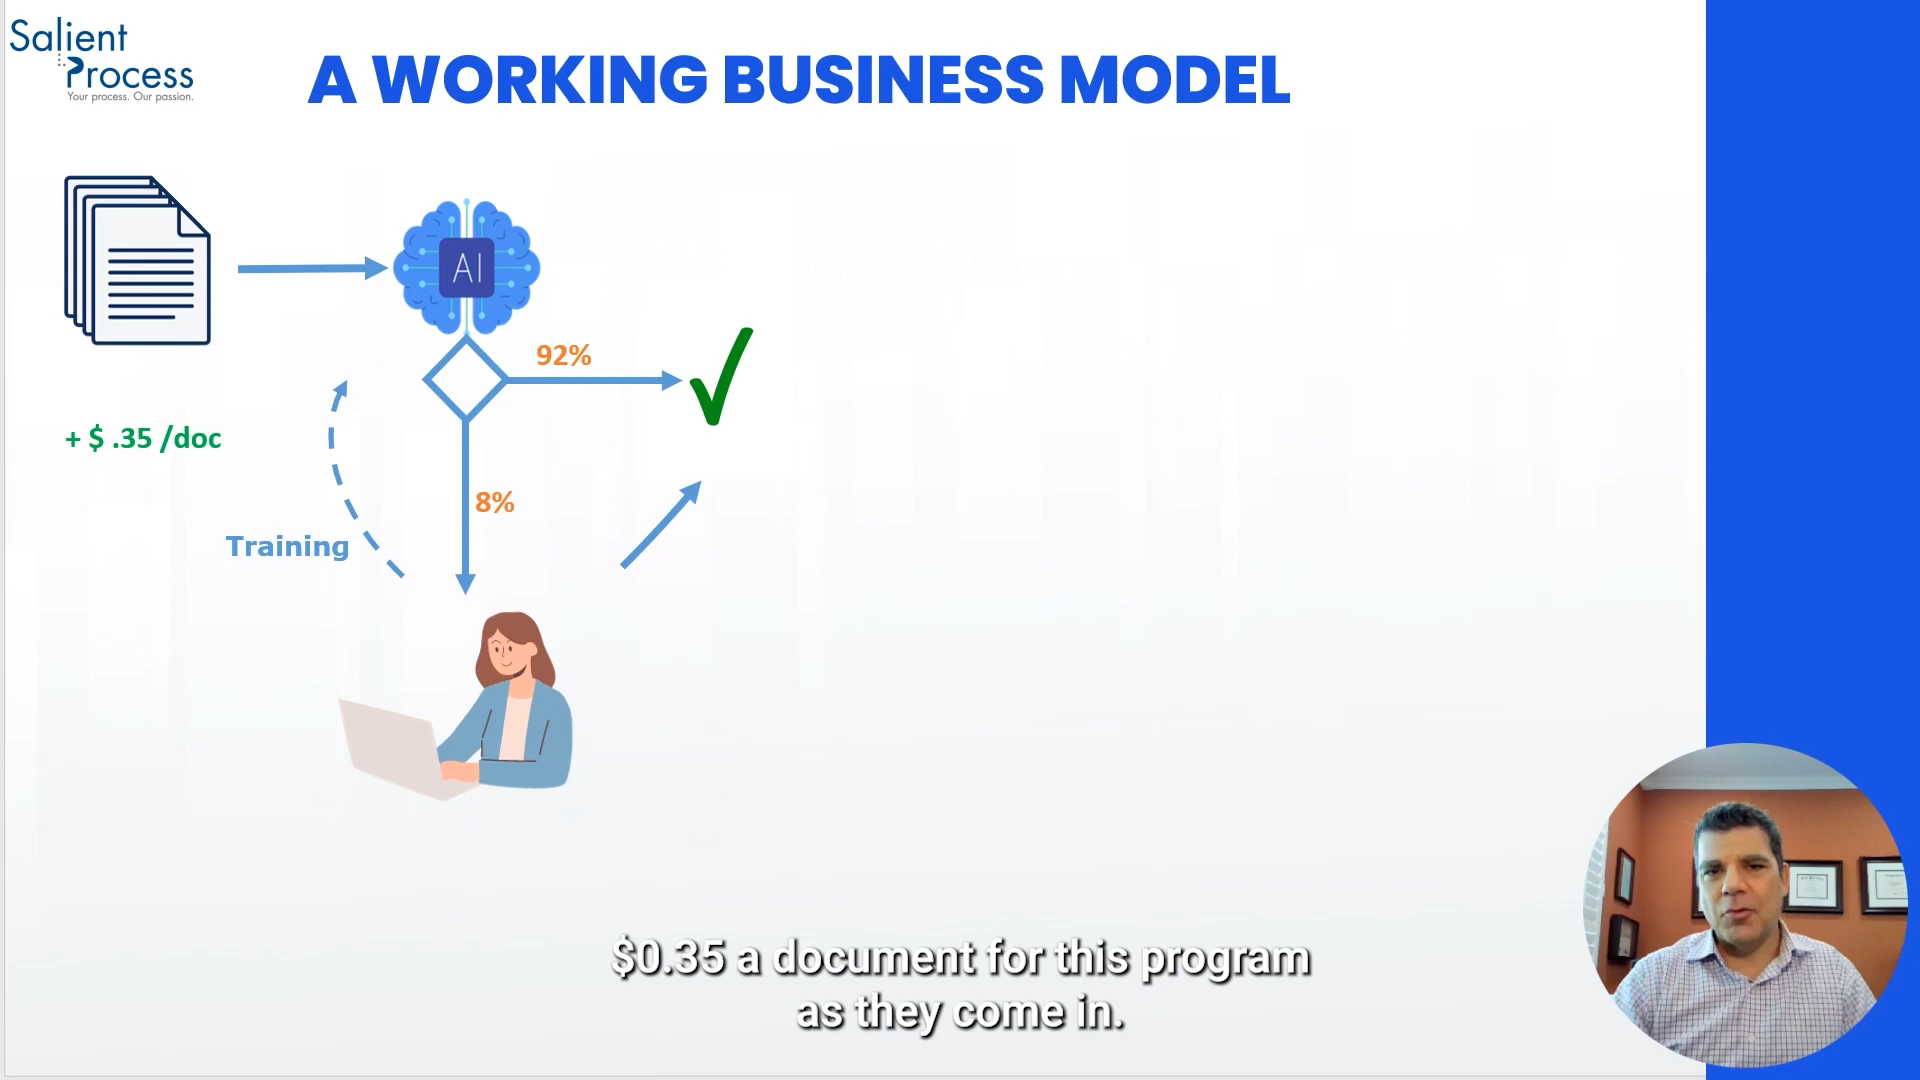 Salient
Process
Your process. Our passion.
A WORKING BUSINESS MODEL
AI
92%
+ $ .35 /doc
8%
Training
$0.35 a document for this program
as they come in.